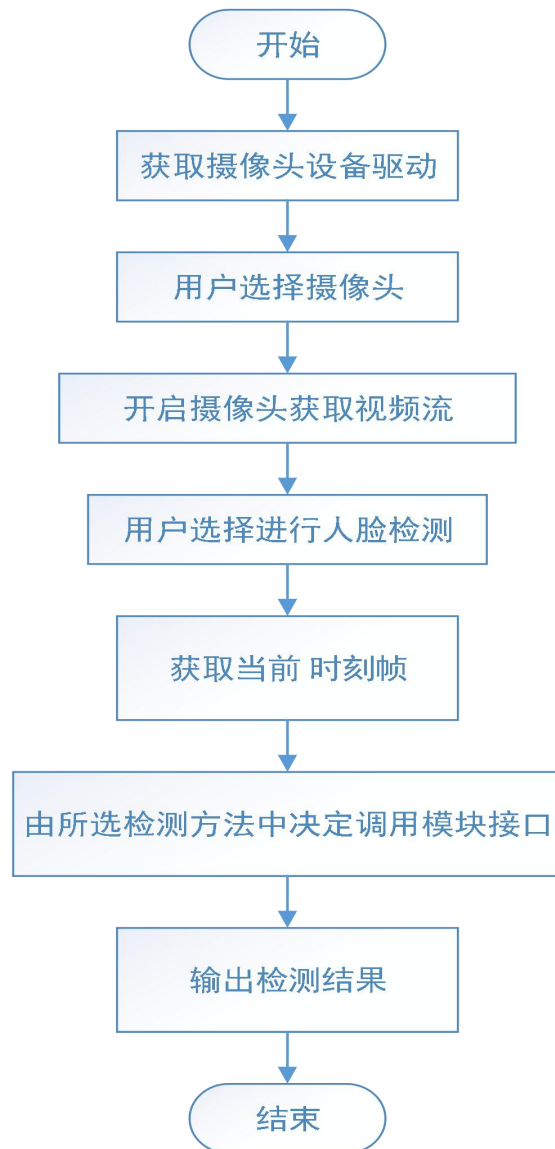 开始
获取摄像头设备驱动
用户选择摄像头
开启摄像头获取视频流
用户选择进行人脸检测
获取当前 时刻帧
由所选检测方法中决定调用模块接口
输出检测结果
结束